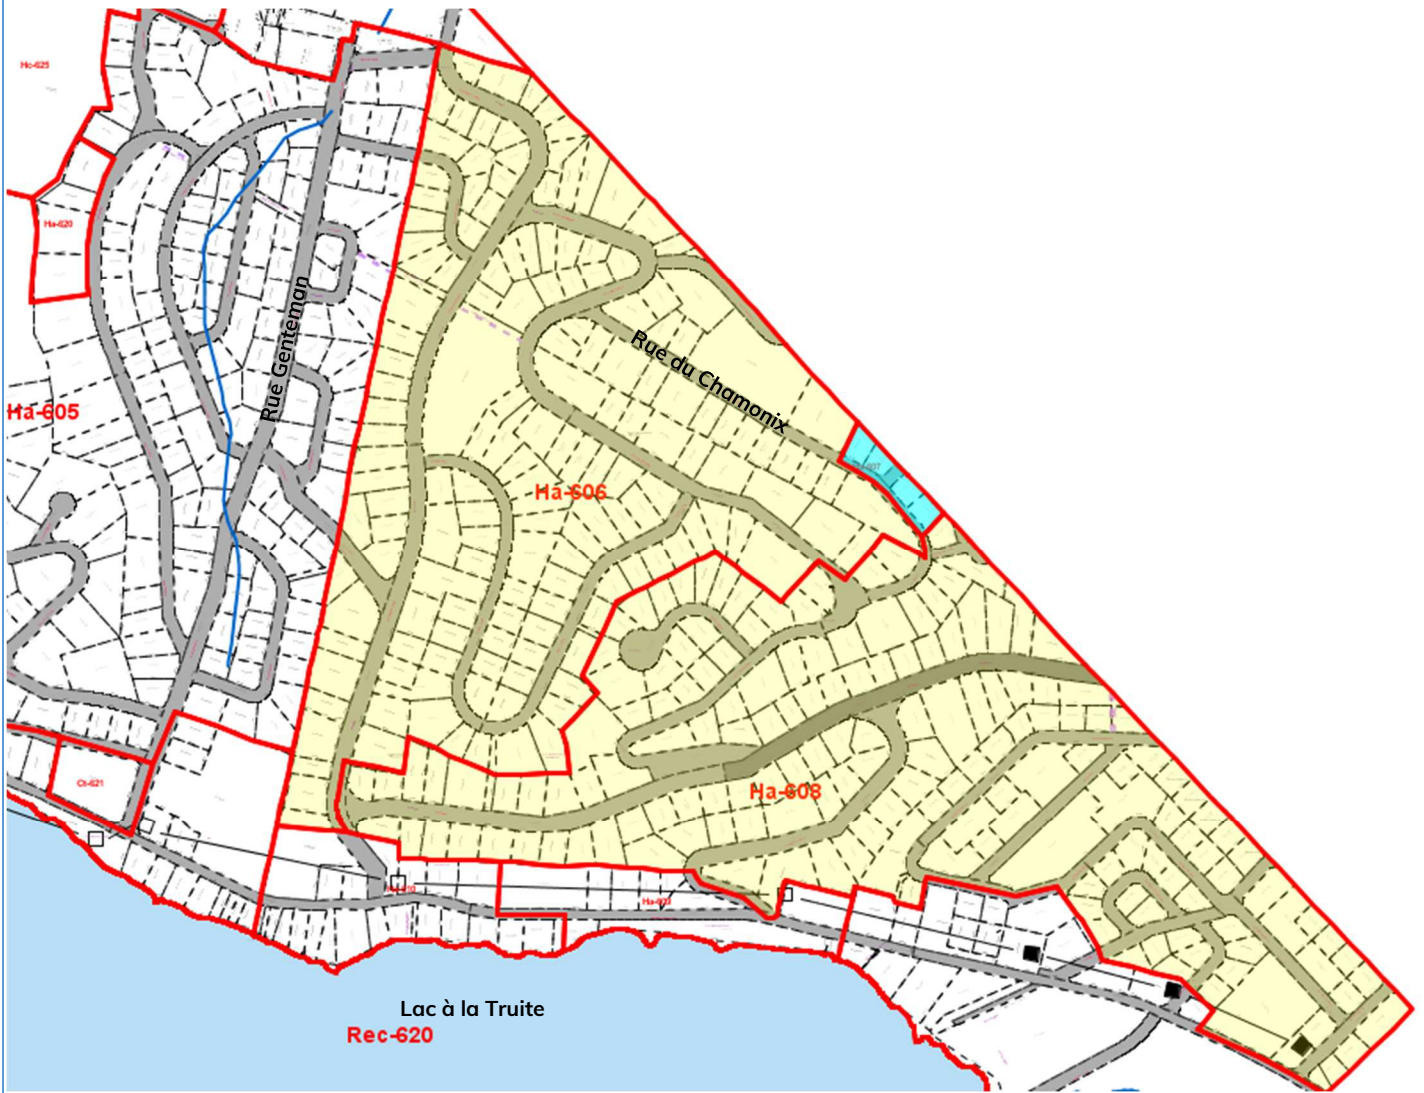 Hc-625
Ha-620
Rue Genteman
Rue du Chamonix
Ha-605
Ha-606
Ct-621
Ha-608
Lac à la Truite
Rec-620